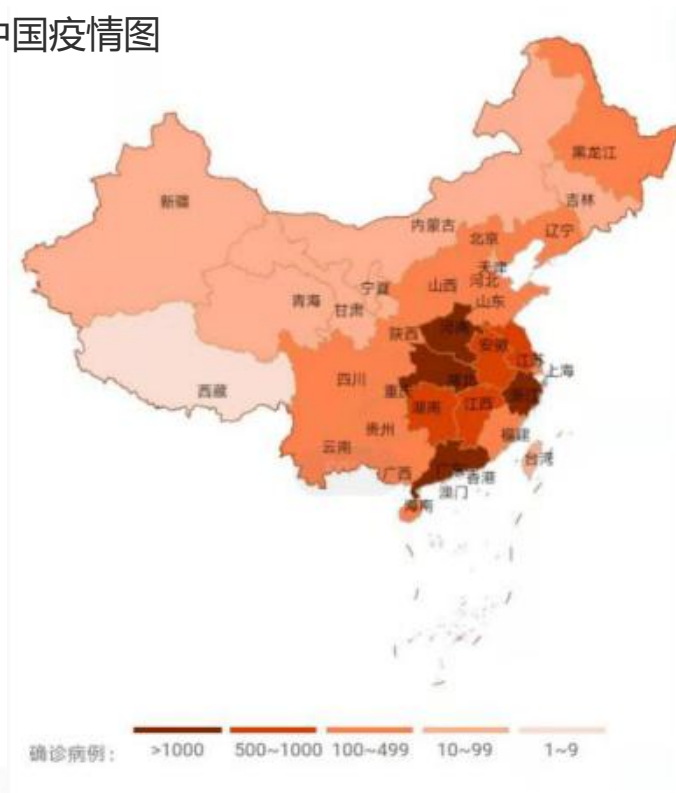 中国疫情图
黑龙江
吉林
新疆
内蒙古
辽宁
北京
天津
宁夏
山西
河北
青海
甘肃
山东
陕西
河南
安徽
江苏
上海
四川
西藏
重庆
湖北
浙江
湖南
江西
贵州
云南
福建
台湾
广西
广东
香港
澳门
海南
确诊病例：
>1000
500~1000
100~499
10~99
1~9